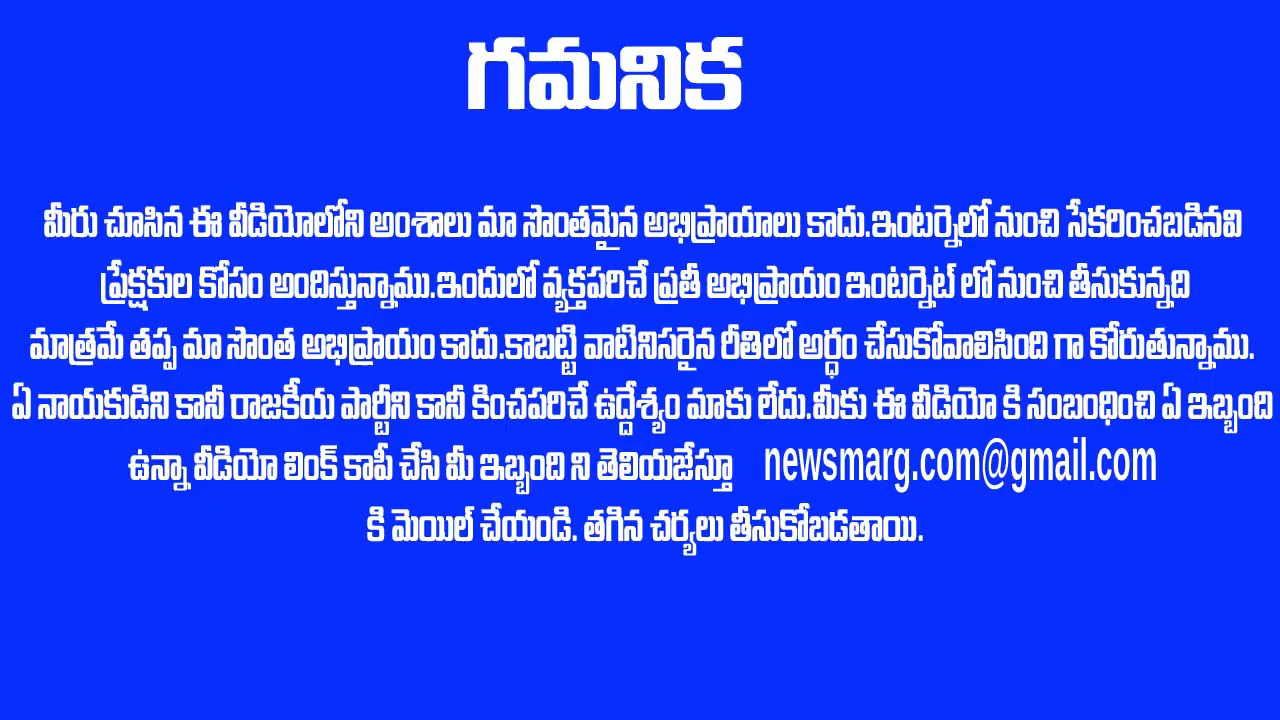 గమనిక
మీరు చూసిన ఈ వీడియోలోని అంశాలు మా సొంతమైన అభిప్రాయాలు కాదు.ఇంటర్నెలో నుంచి సేకరించబడినవి
ప్రేక్షకుల కోసం అందిస్తున్నాము.ఇందులో వ్యక్తపరిచే ప్రతీ అభిప్రాయం ఇంటర్నెట్ లో నుంచి తీసుకున్నది
మాత్రమే తప్ప మా సొంత అభిప్రాయం కాదు.కాబట్టి వాటినిసరైన రీతిలో అర్థం చేసుకోవాలిసింది గా కోరుతున్నాము.
ఏ నాయకుడిని కానీ రాజకీయ పార్టీని కానీ కించపరిచే ఉద్దేశ్యం మాకు లేదు.మీకు ఈ వీడియో కి సంబంధించి ఏ ఇబ్బంది
ఉన్నా వీడియో లింక్ కాపీ చేసి మీ ఇబ్బంది ని తెలియజేస్తూ newsmarg.com@gmail.com
కి మెయిల్ చేయండి. తగిన చర్యలు తీసుకోబడతాయి.